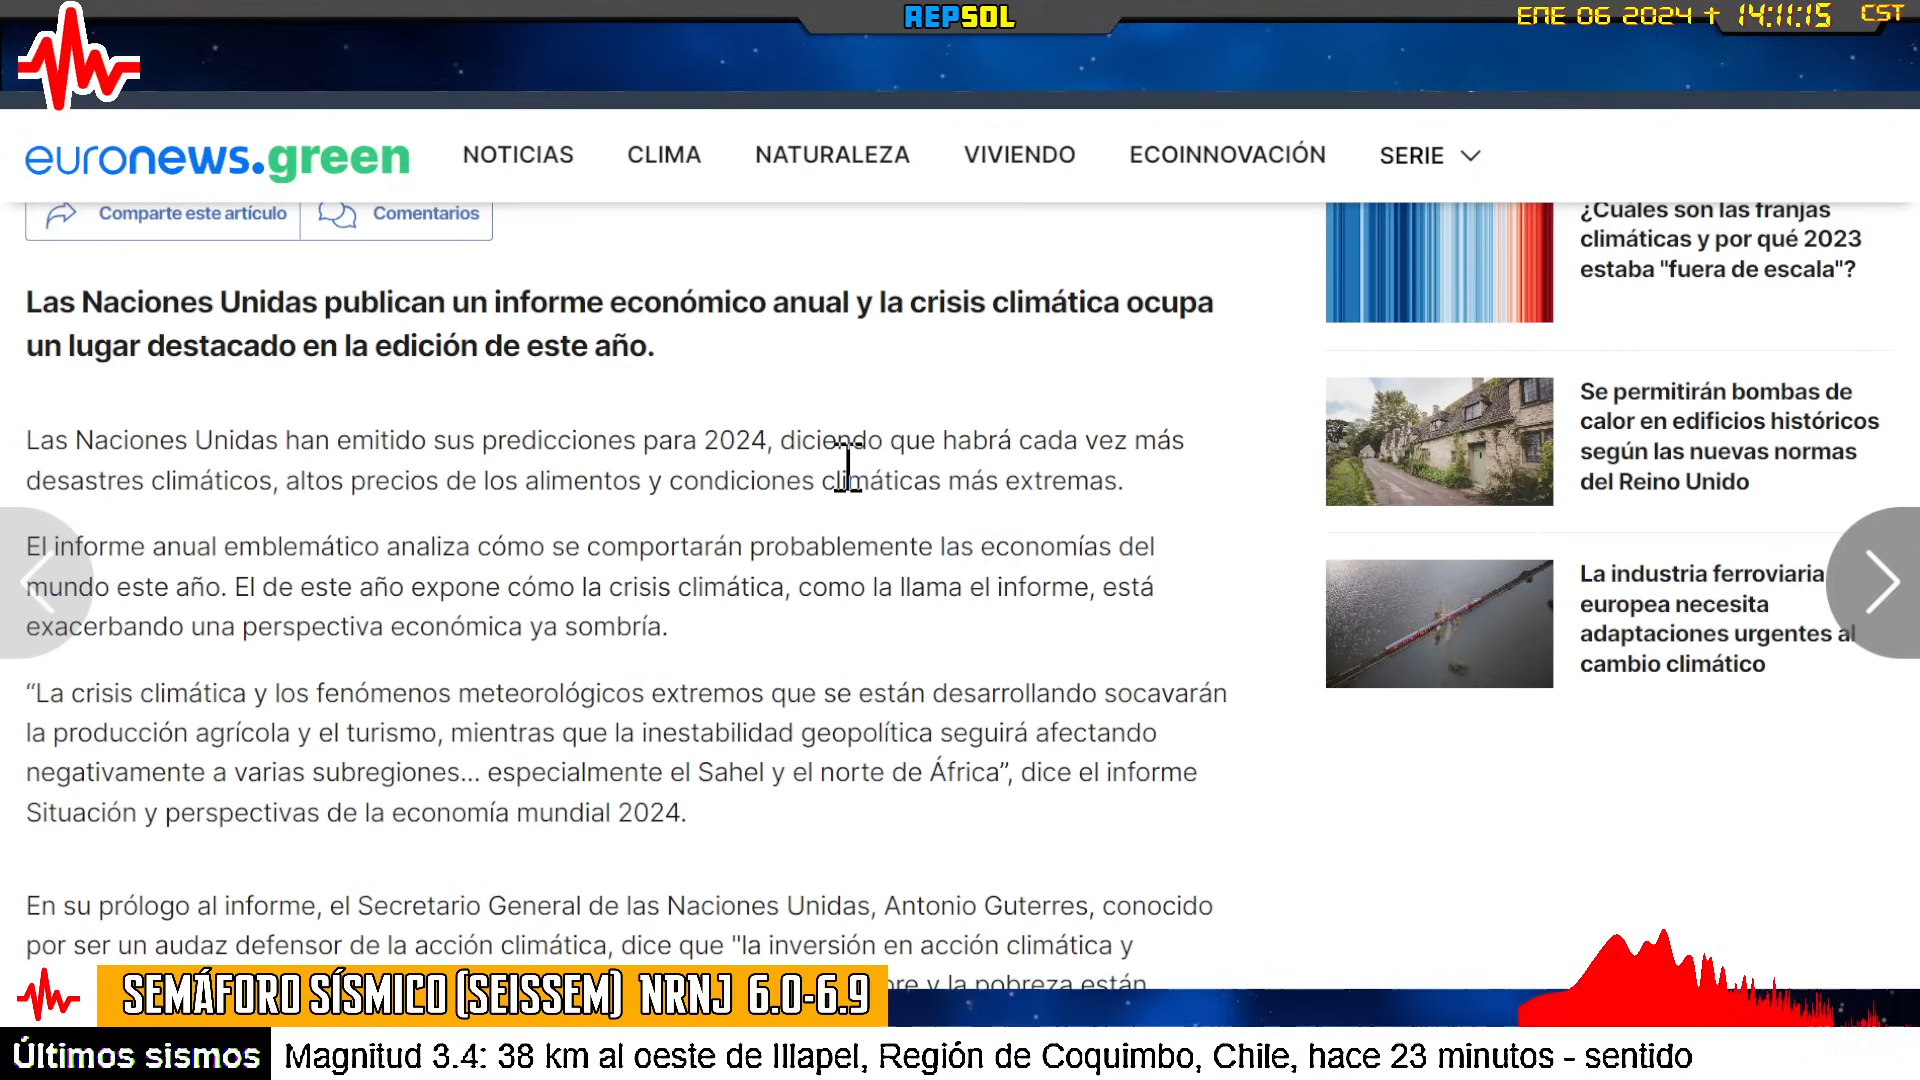 REPSOL
ENE 06 2024 + 14:11:15 CST
euronews.green
NOTICIAS
CLIMA
NATURALEZA
VIVIENDO
ECOINNOVACIÓN
SERIE
Comparte este artículo
Comentarios
Las Naciones Unidas publican un informe económico anual y la crisis climática ocupa
un lugar destacado en la edición de este año.
Las Naciones Unidas han emitido sus predicciones para 2024, diciendo que habrá cada vez más
desastres climáticos, altos precios de los alimentos y condiciones climáticas más extremas.
El informe anual emblemático analiza cómo se comportarán probablemente las economías del
mundo este año. El de este año expone cómo la crisis climática, como la llama el informe, está
exacerbando una perspectiva económica ya sombría.
“La crisis climática y los fenómenos meteorológicos extremos que se están desarrollando socavarán
la producción agrícola y el turismo, mientras que la inestabilidad geopolítica seguirá afectando
negativamente a varias subregiones... especialmente el Sahel y el norte de África”, dice el informe
Situación y perspectivas de la economía mundial 2024.
En su prólogo al informe, el Secretario General de las Naciones Unidas, Antonio Guterres, conocido
por ser un audaz defensor de la acción climática, dice que "la inversión en acción climática y
y la pobreza están
¿Cuáles son las franjas
climáticas y por qué 2023
estaba "fuera de escala"?
Se permitirán bombas de
calor en edificios históricos
según las nuevas normas
del Reino Unido
La industria ferroviaria
europea necesita
adaptaciones urgentes al
cambio climático
SEMÁFORO SÍSMICO (SEISSEM) NRNJ 6.0-6.9
Últimos sismos
Magnitud 3.4: 38 km al oeste de Illapel, Región de Coquimbo, Chile, hace 23 minutos - sentido